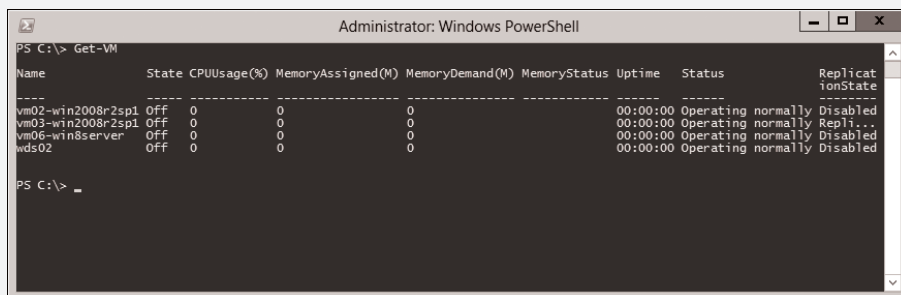 Administrator: Windows PowerShell
PS C:\> Get-VM
Name State CPUUsage(%) MemoryAssigned(M) MemoryDemand(M) MemoryStatus Uptime Status Replicat
ionState
---- ----- ----------- ----------------- --------------- ------------ ------ ------ --------
vm02-win2008r2sp1 Off 0 0 0 00:00:00 Operating normally Disabled
vm03-win2008r2sp1 Off 0 0 0 00:00:00 Operating normally Repli...
vm06-win8server Off 0 0 0 00:00:00 Operating normally Disabled
wds02 Off 0 0 0 00:00:00 Operating normally Disabled
PS C:\> _